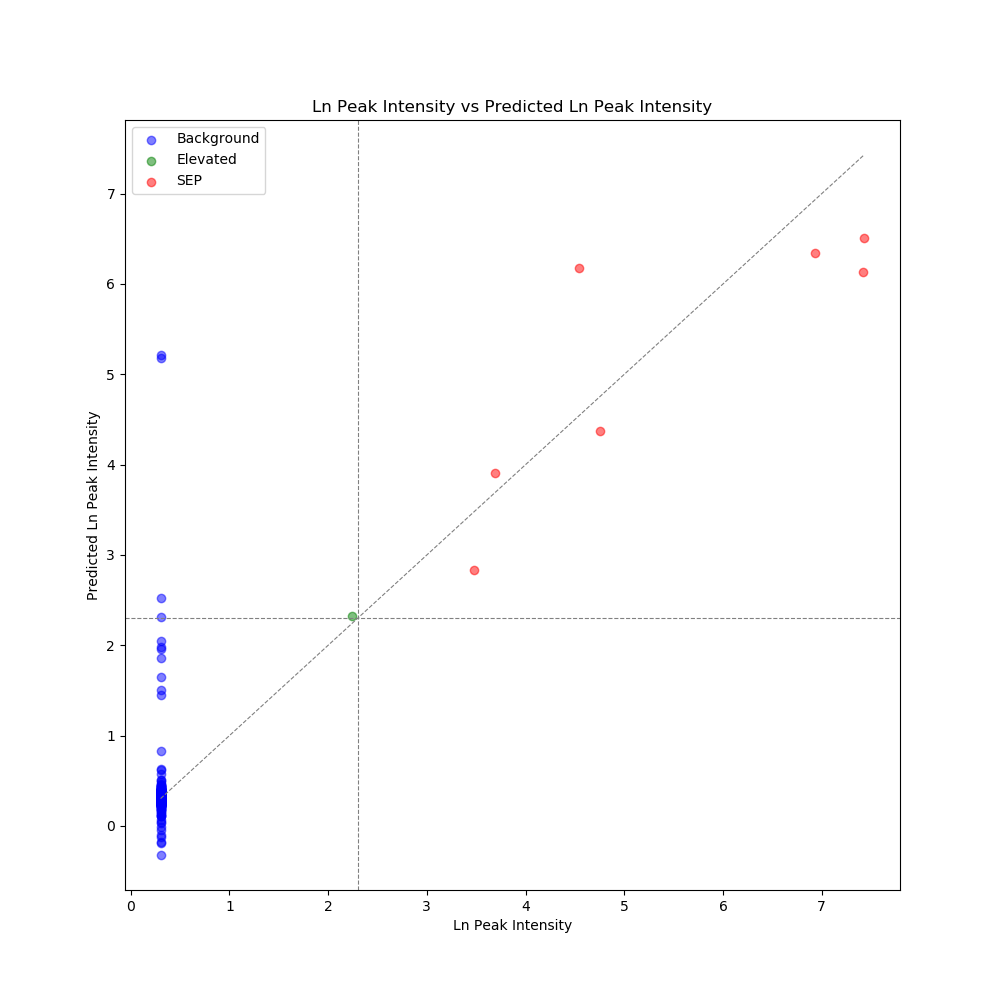 Ln Peak Intensity vs Predicted Ln Peak Intensity
Background
Elevated
SEP
7
6
5
4
3
2
1
0
Predicted Ln Peak Intensity
0 1 2 3 4 5 6 7
Ln Peak Intensity